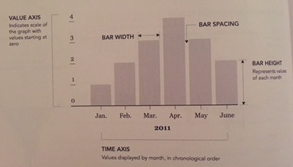 VALUE AXIS
Indicates scale of
the graph with
values starting at
zero
4
3
2
1
0
BAR WIDTH
BAR SPACING
BAR HEIGHT
Represents value
of each month
Jan.
Feb.
Mar.
Apr.
May
June
2011
TIME AXIS
Values displayed by month, in chronological order